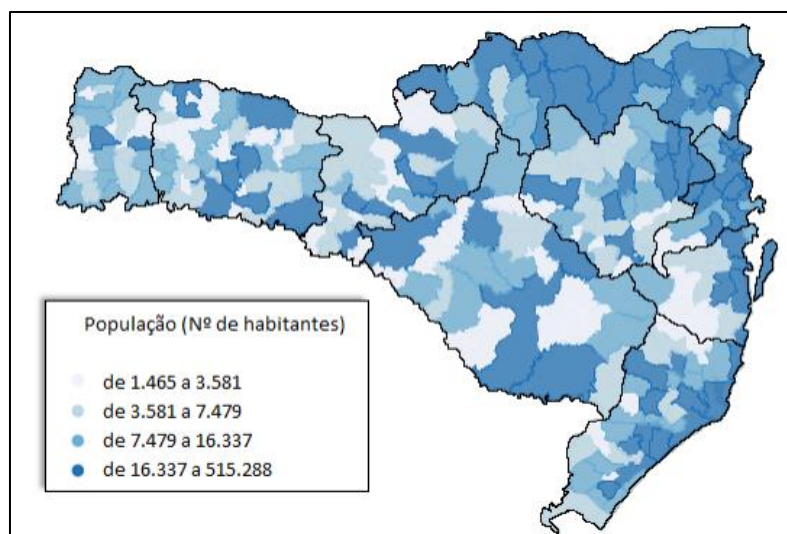 População (Nº de habitantes)
de 1.465 a 3.581
de 3.581 a 7.479
de 7.479 a 16.337
de 16.337 a 515.288